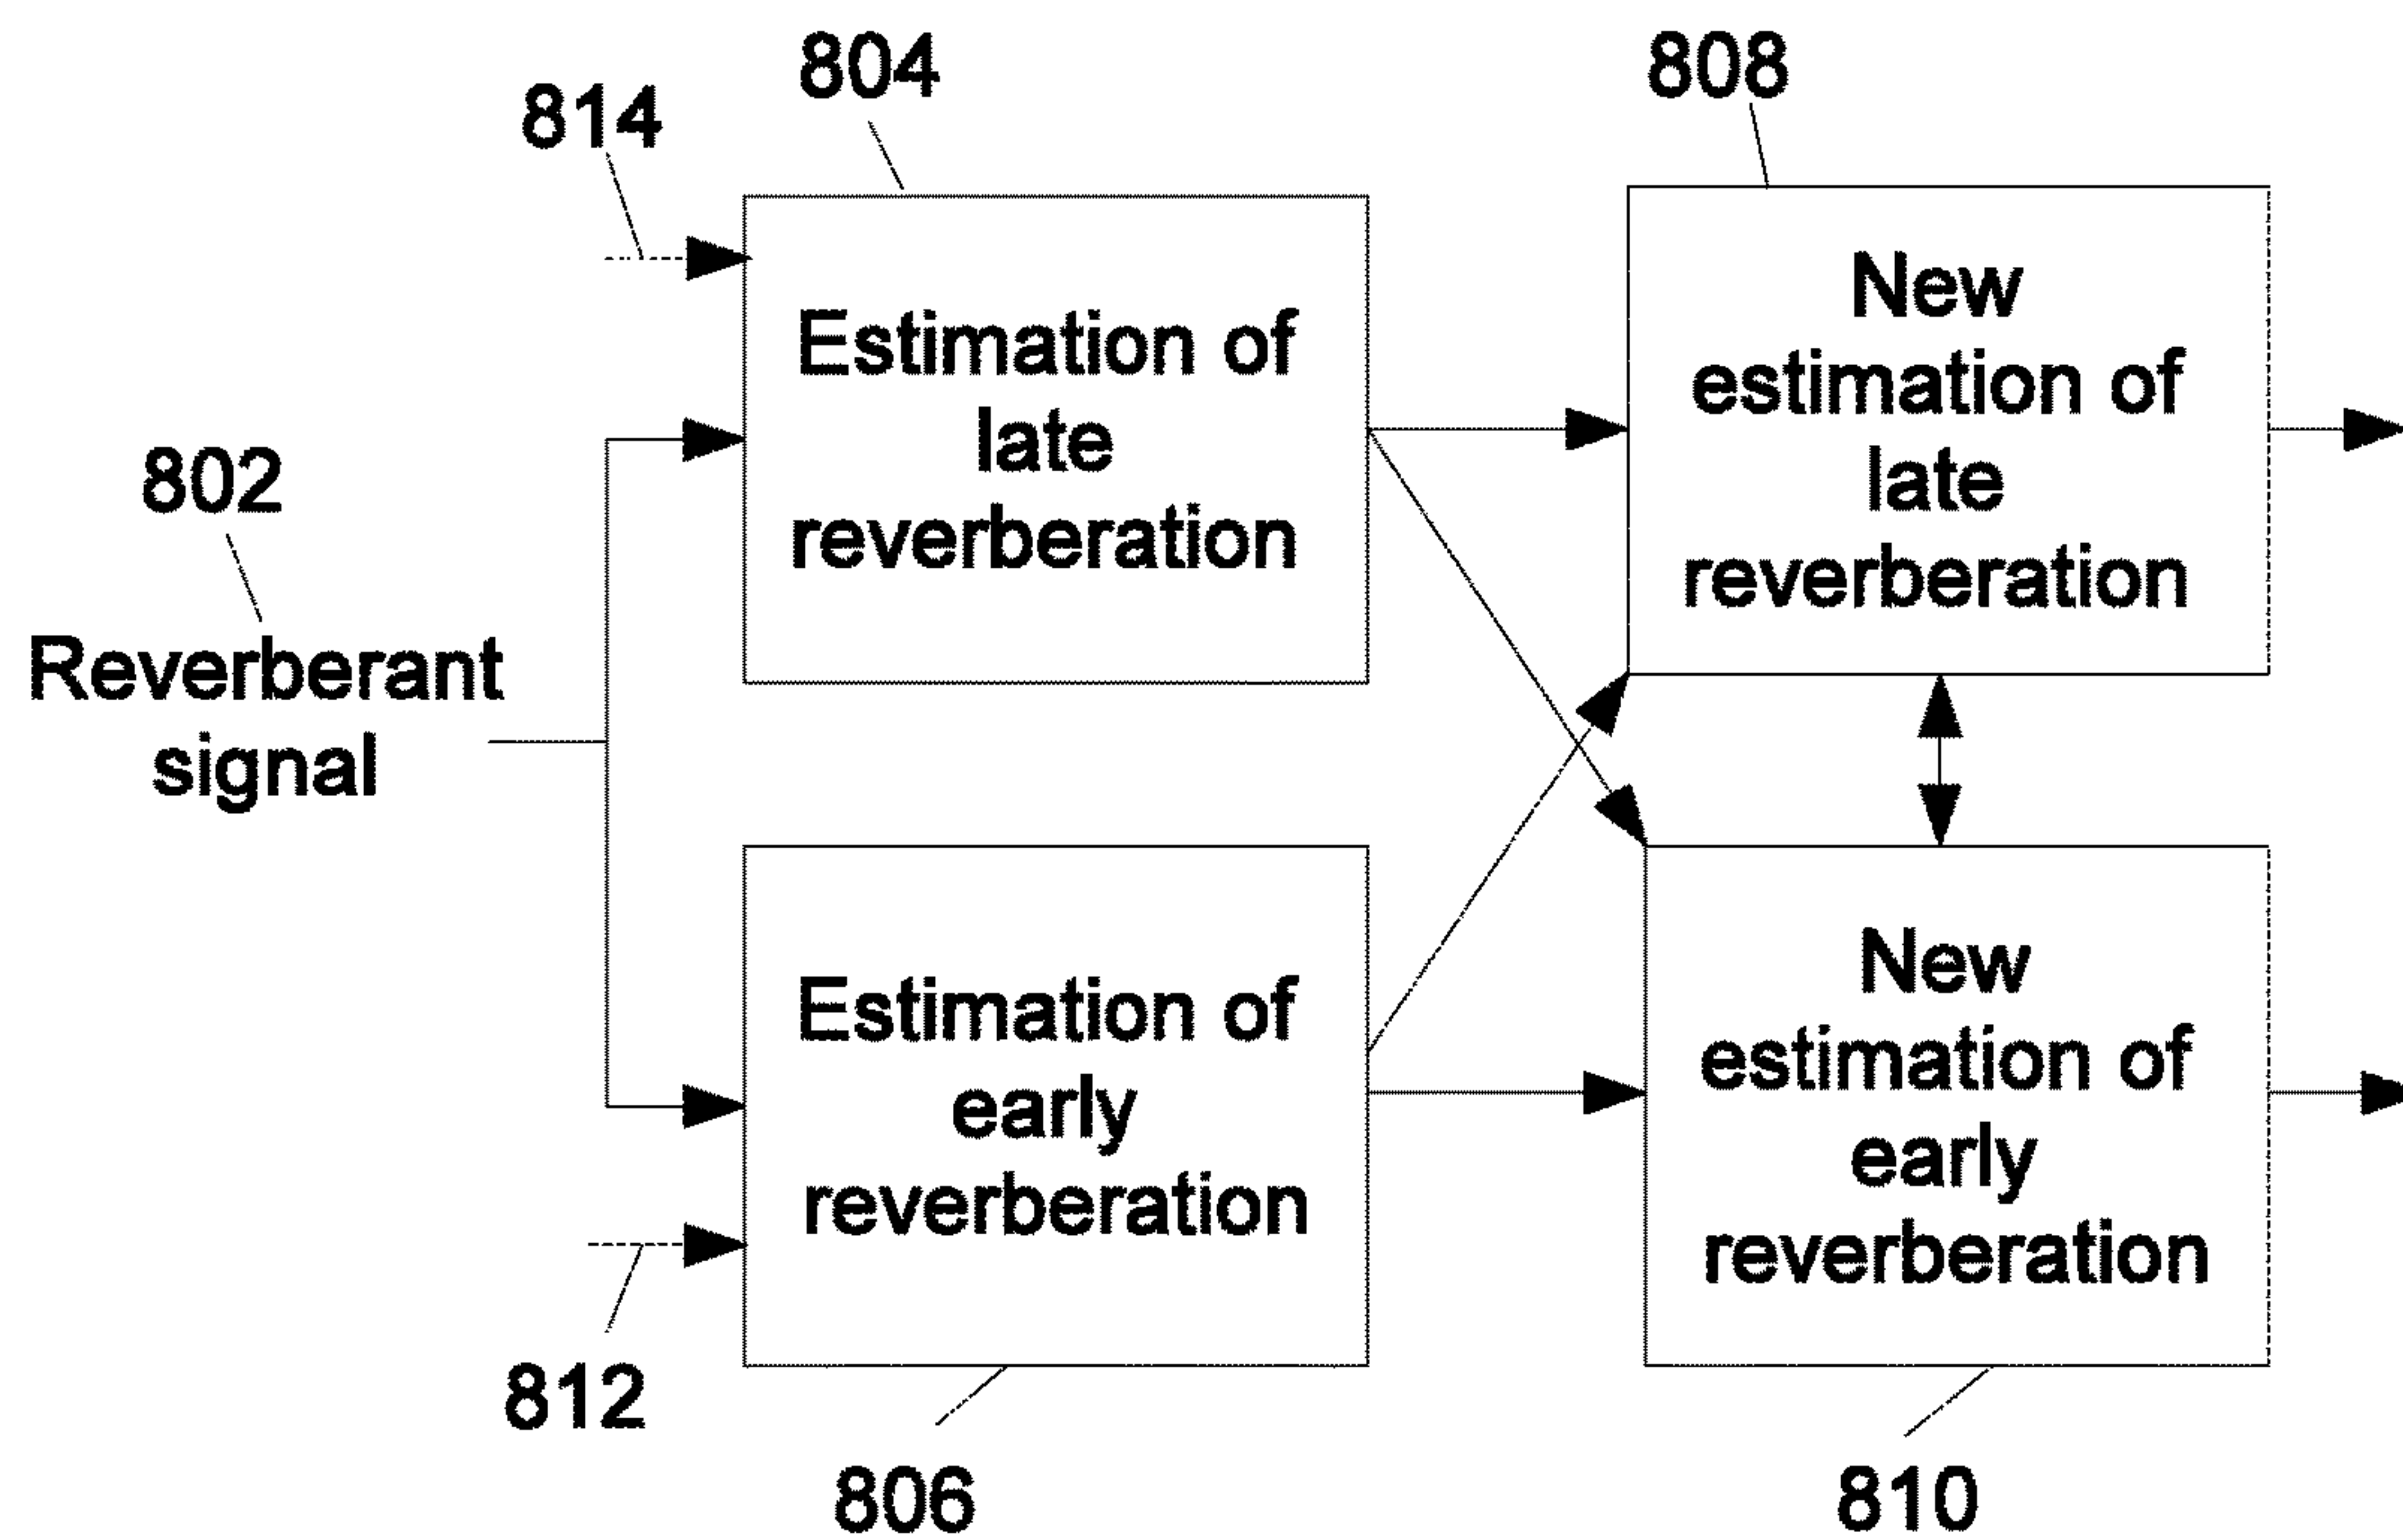 804
808
814
Estimation of
late
reverberation
New
estimation of
late
reverberation
802
Reverberant
signal
Estimation of
early
reverberation
New
estimation of
early
reverberation
812
806
810